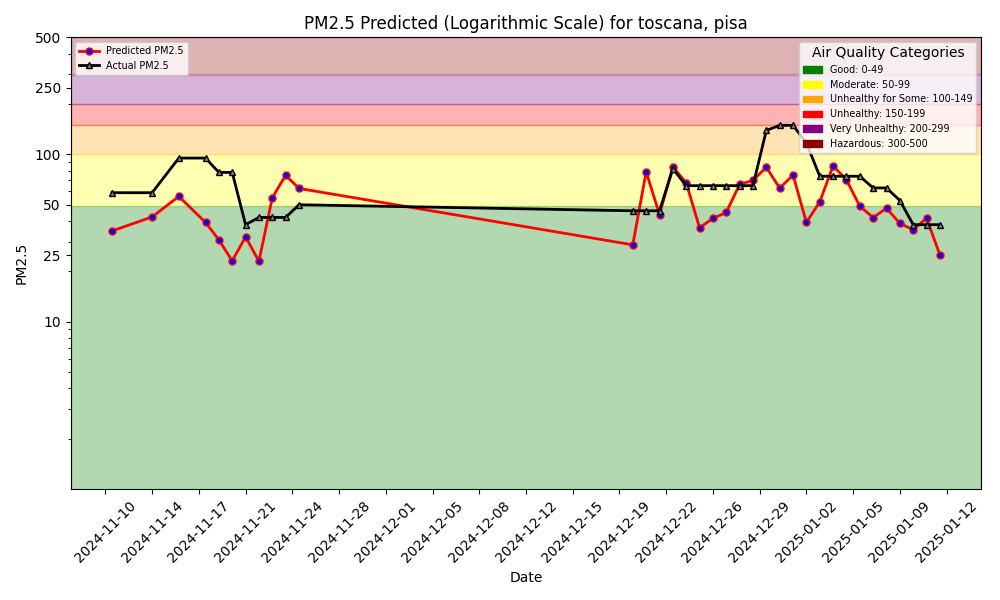 PM2.5 Predicted (Logarithmic Scale) for toscana, pisa
Predicted PM2.5
Actual PM2.5
Air Quality Categories
Good: 0-49
Moderate: 50-99
Unhealthy for Some: 100-149
Unhealthy: 150-199
Very Unhealthy: 200-299
Hazardous: 300-500
PM2.5
500
250
100
50
25
10
2024-11-10
2024-11-14
2024-11-17
2024-11-21
2024-11-24
2024-11-28
2024-12-01
2024-12-05
2024-12-08
2024-12-12
2024-12-15
2024-12-19
2024-12-22
2024-12-26
2024-12-29
2025-01-02
2025-01-05
2025-01-09
2025-01-12
Date